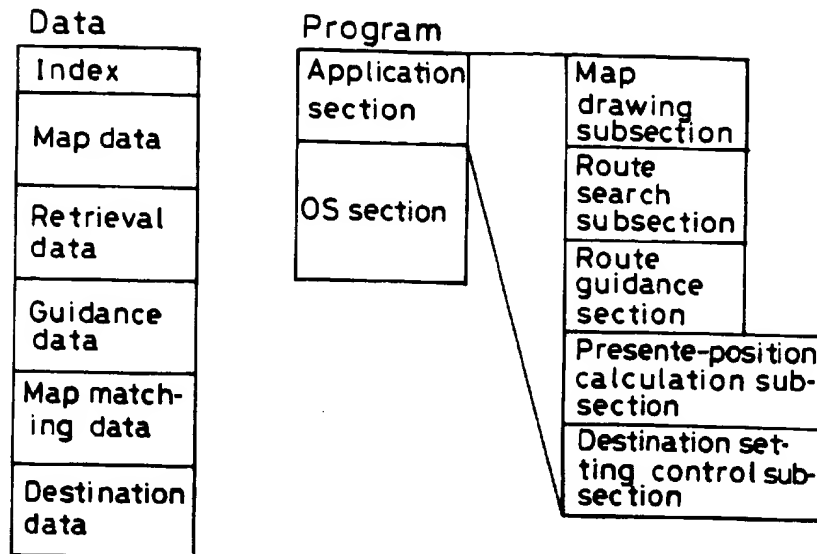 Data
Index
Map data
Retrieval
data
Guidance
data
Map match-
ing data
Destination
data
Program
Application
section
OS section
Map
drawing
subsection
Route
search
subsection
Route
guidance
section
Presente-position
calculation sub-
section
Destination set-
ting control sub-
section